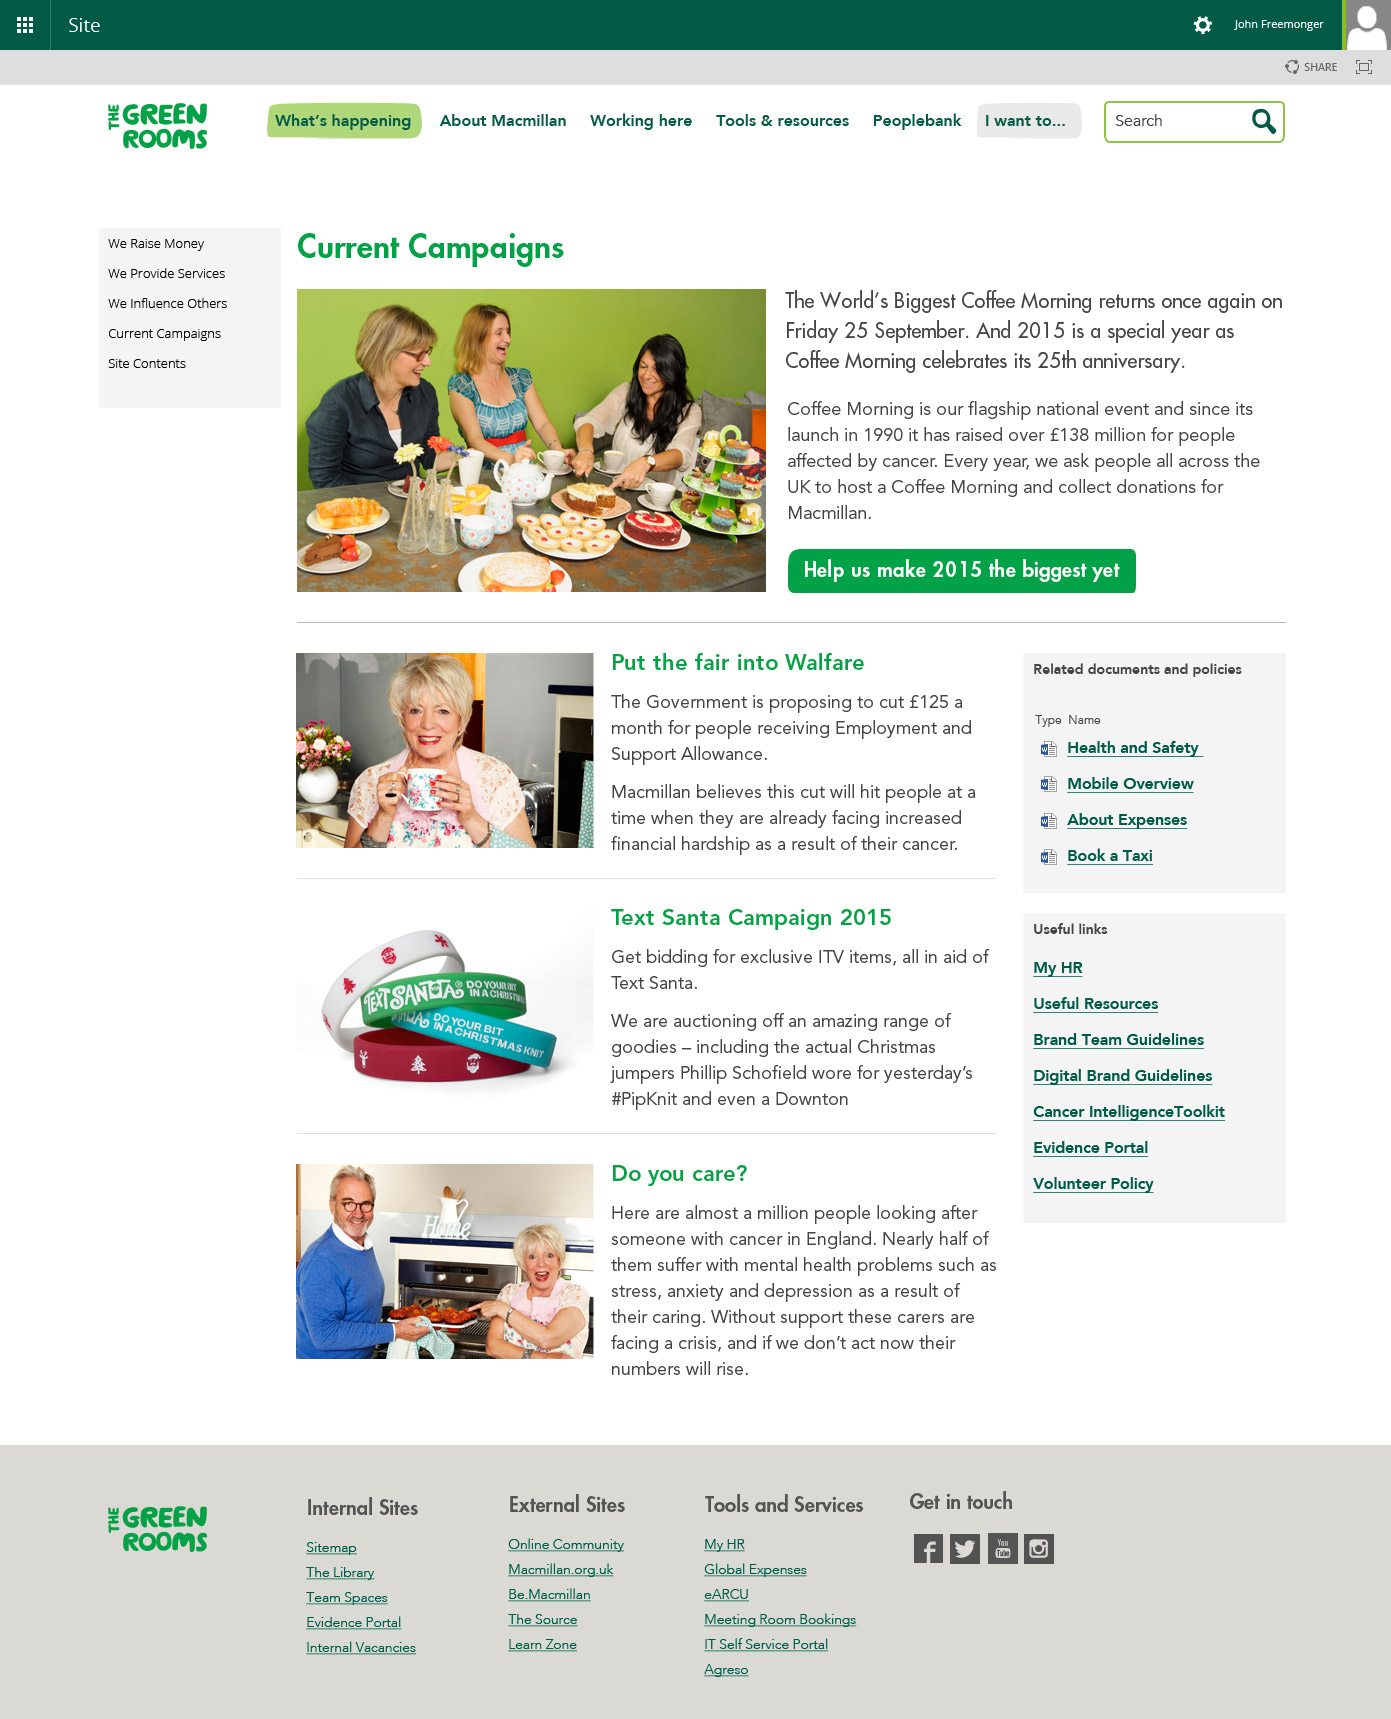 Site
John Freemonger
SHARE
THE GREEN ROOMS
What's happening
About Macmillan
Working here
Tools & resources
Peoplebank
I want to...
Search
We Raise Money
We Provide Services
We Influence Others
Current Campaigns
Site Contents
Current Campaigns
The World's Biggest Coffee Morning returns once again on
Friday 25 September. And 2015 is a special year as
Coffee Morning celebrates its 25th anniversary.
Coffee Morning is our flagship national event and since its
launch in 1990 it has raised over £138 million for people
affected by cancer. Every year, we ask people all across the
UK to host a Coffee Morning and collect donations for
Macmillan.
Help us make 2015 the biggest yet
Put the fair into Walfare
The Government is proposing to cut £125 a
month for people receiving Employment and
Support Allowance.
Macmillan believes this cut will hit people at a
time when they are already facing increased
financial hardship as a result of their cancer.
TEXT SANTA DO YOUR BIT
IN A CHRISTMAS
DO YOUR BIT
IN A CHRISTMAS KNIT
Text Santa Campaign 2015
Get bidding for exclusive ITV items, all in aid of
Text Santa.
We are auctioning off an amazing range of
goodies – including the actual Christmas
jumpers Phillip Schofield wore for yesterday's
#PipKnit and even a Downton
Home
Do you care?
Here are almost a million people looking after
someone with cancer in England. Nearly half of
them suffer with mental health problems such as
stress, anxiety and depression as a result of
their caring. Without support these carers are
facing a crisis, and if we don't act now their
numbers will rise.
Related documents and policies
Type Name
Health and Safety
Mobile Overview
About Expenses
Book a Taxi
Useful links
My HR
Useful Resources
Brand Team Guidelines
Digital Brand Guidelines
Cancer IntelligenceToolkit
Evidence Portal
Volunteer Policy
THE GREEN ROOMS
Internal Sites
Sitemap
The Library
Team Spaces
Evidence Portal
Internal Vacancies
External Sites
Online Community
Macmillan.org.uk
Be.Macmillan
The Source
Learn Zone
Tools and Services
My HR
Global Expenses
eARCU
Meeting Room Bookings
IT Self Service Portal
Agreso
Get in touch
You Tube